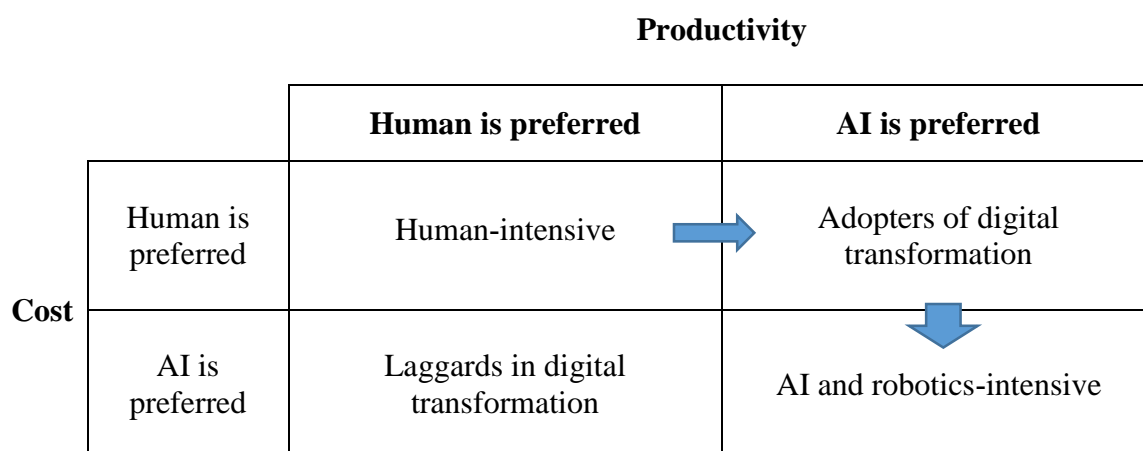 Productivity
Human is preferred
AI is preferred
Human is
preferred
Human-intensive
Adopters of digital
transformation
Cost
AI is
preferred
Laggards in digital
transformation
AI and robotics-intensive